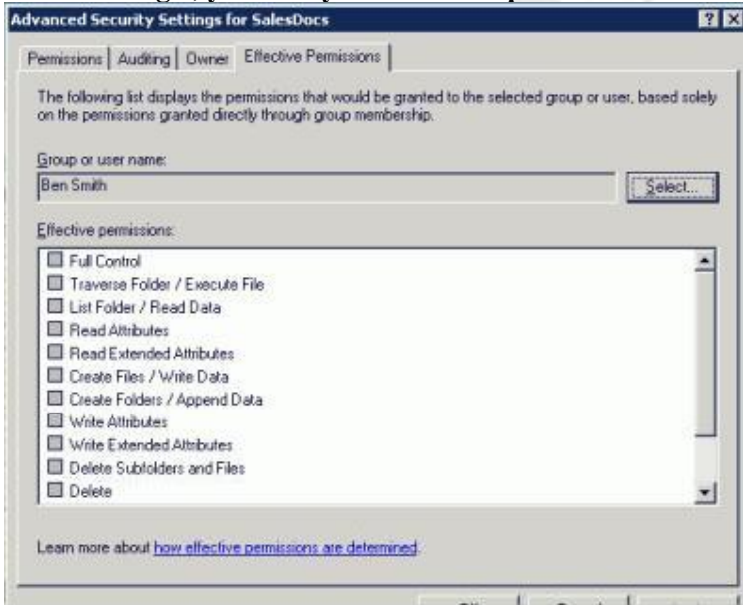 Advanced Security Settings for SalesDocs
Permissions Auditing Owner Effective Permissions
The following list displays the permissions that would be granted to the selected group or user, based solely
on the permissions granted directly through group membership.
Group or user name:
Ben Smith Select...
Effective permissions:
Full Control
Traverse Folder / Execute File
List Folder / Read Data
Read Attributes
Read Extended Attributes
Create Files / Write Data
Create Folders / Append Data
Write Attributes
Write Extended Attributes
Delete Subfolders and Files
Delete
Learn more about how effective permissions are determined.